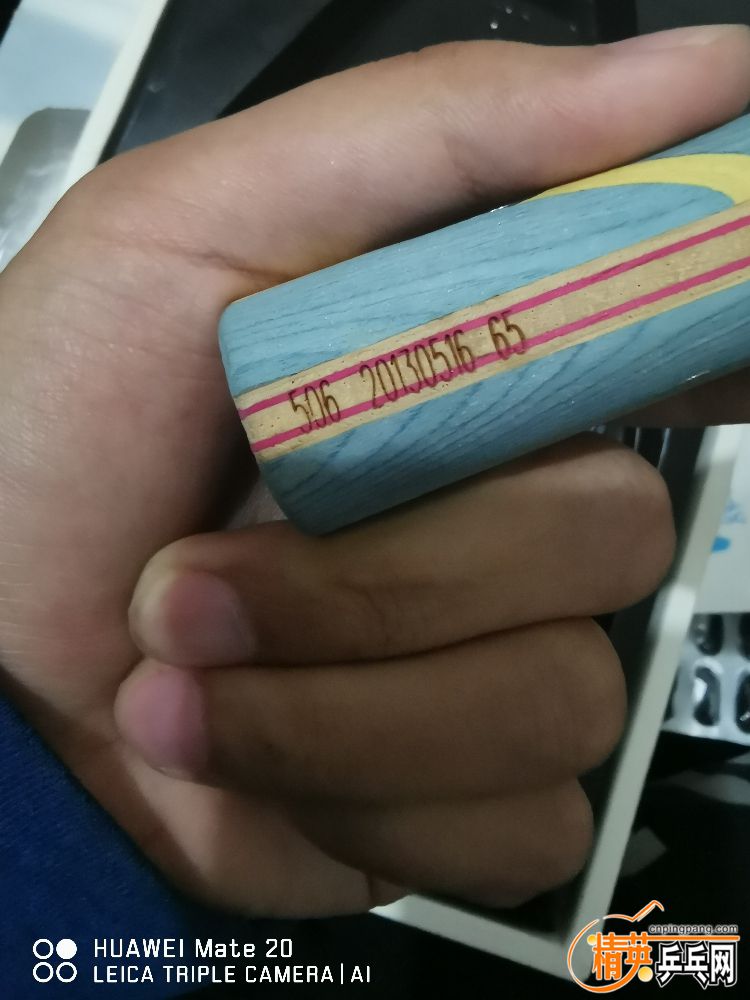 506 20130516 65
HUAWEI Mate 20
LEICA TRIPLE CAMERA | AI
cnpingpang.com
精英乒乓网